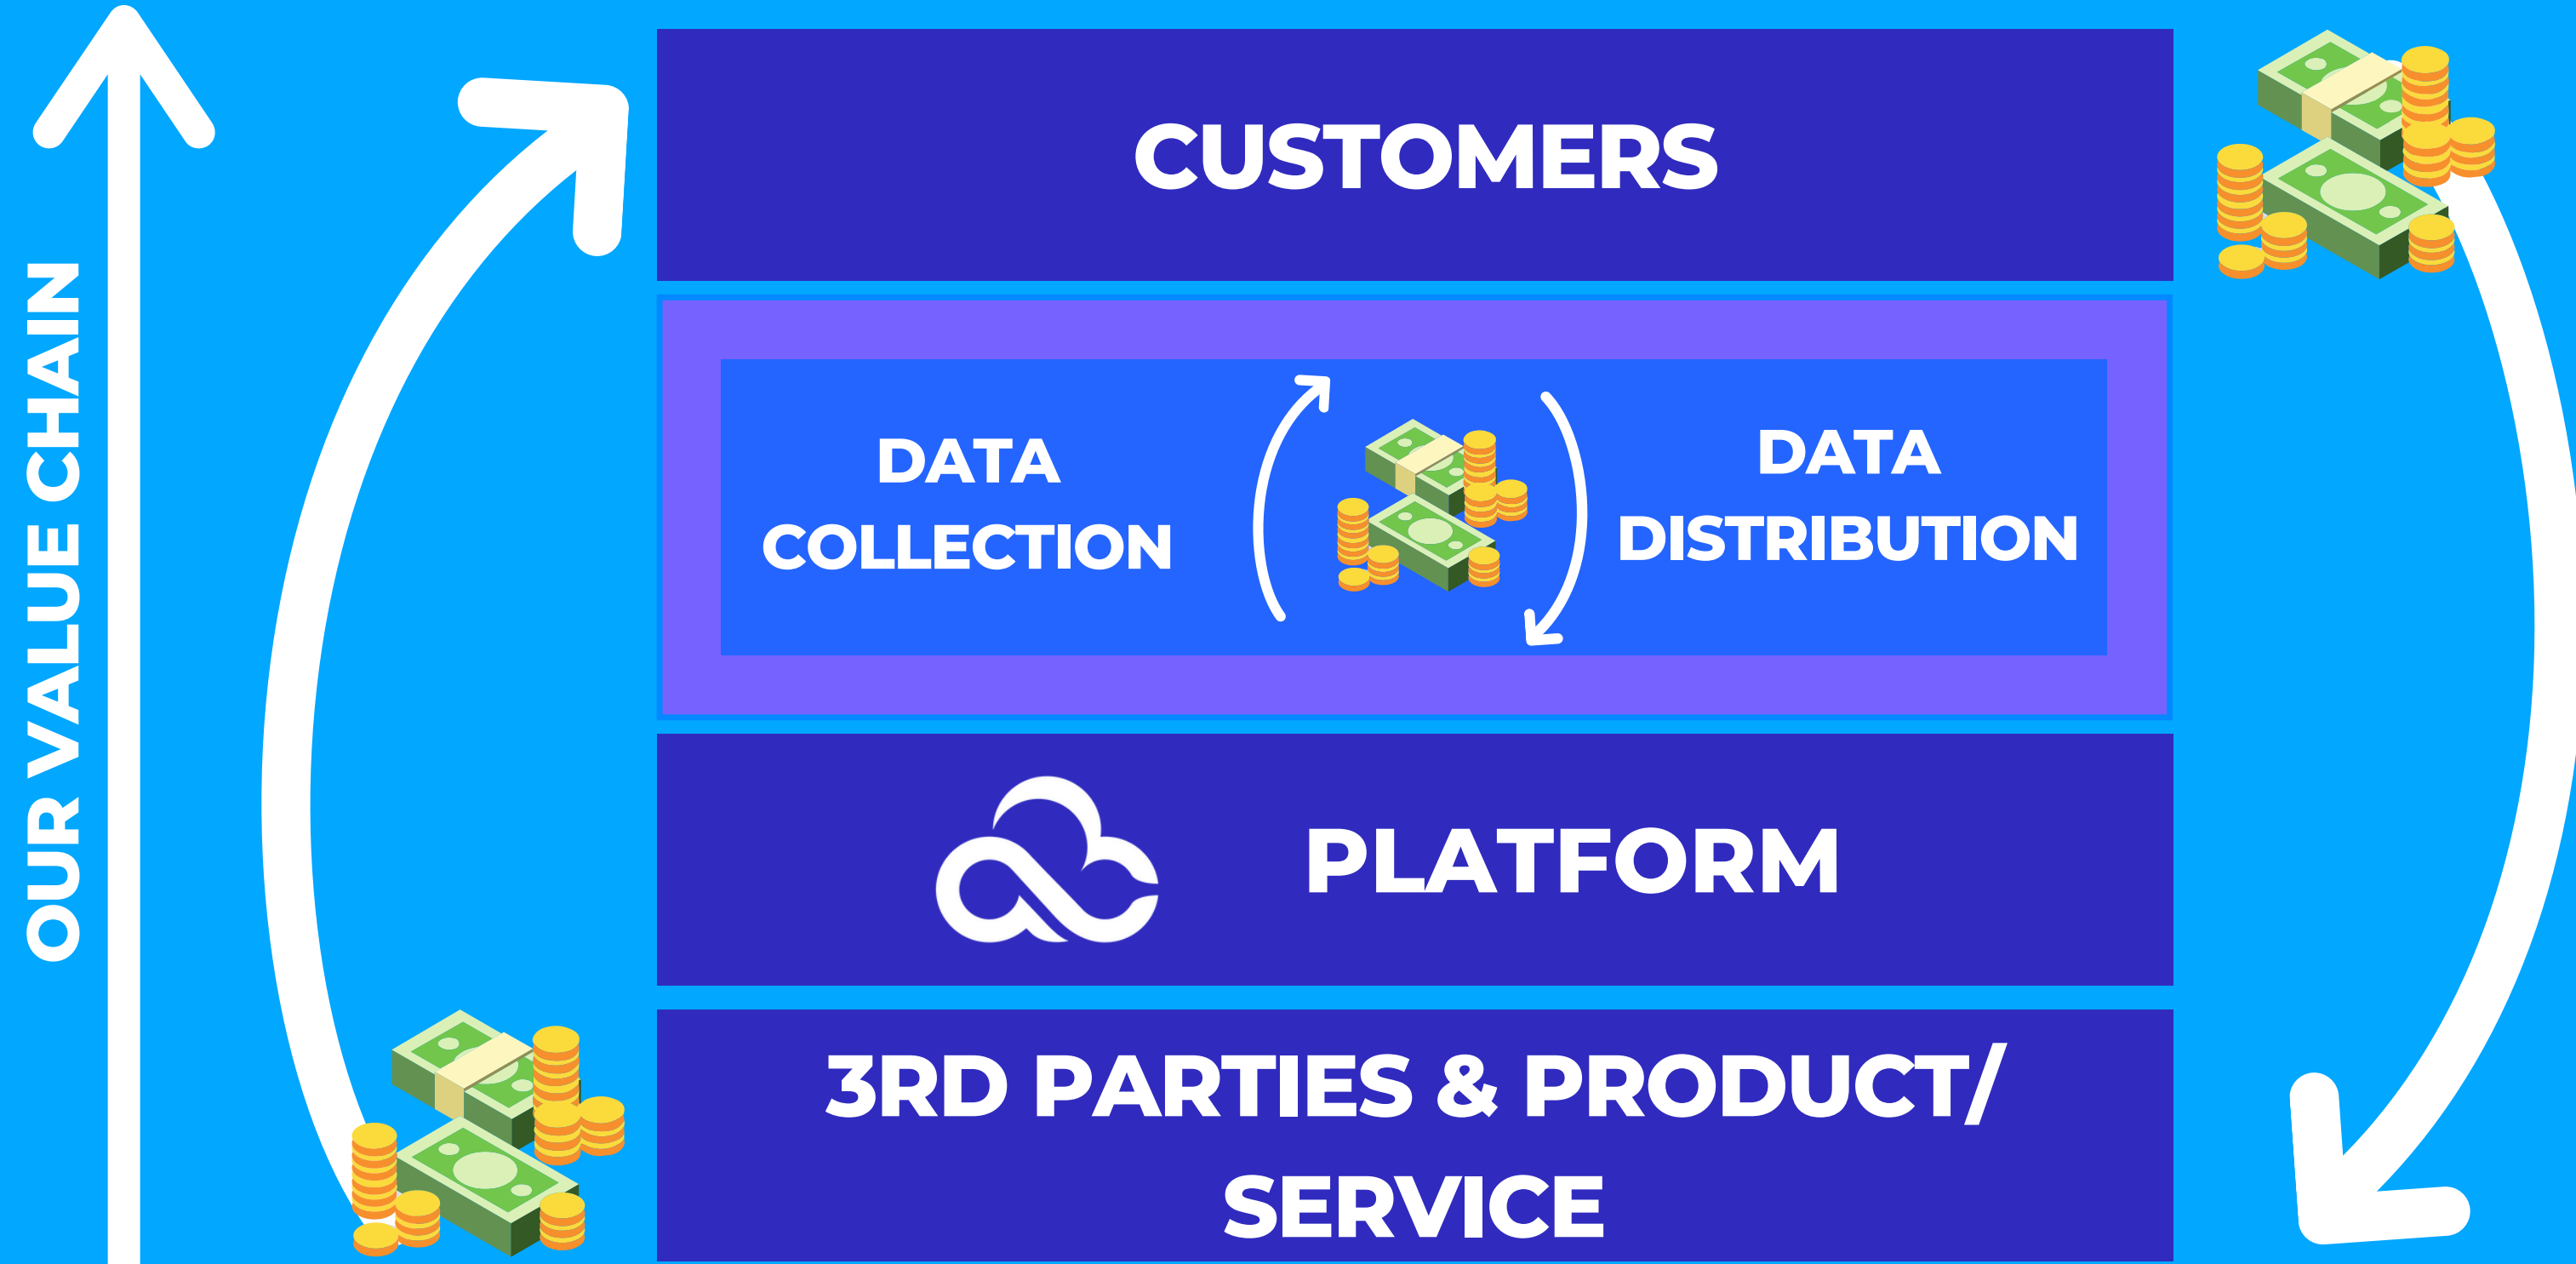 OUR VALUE CHAIN
CUSTOMERS
DATA
COLLECTION
DATA
DISTRIBUTION
PLATFORM
3RD PARTIES & PRODUCT/
SERVICE